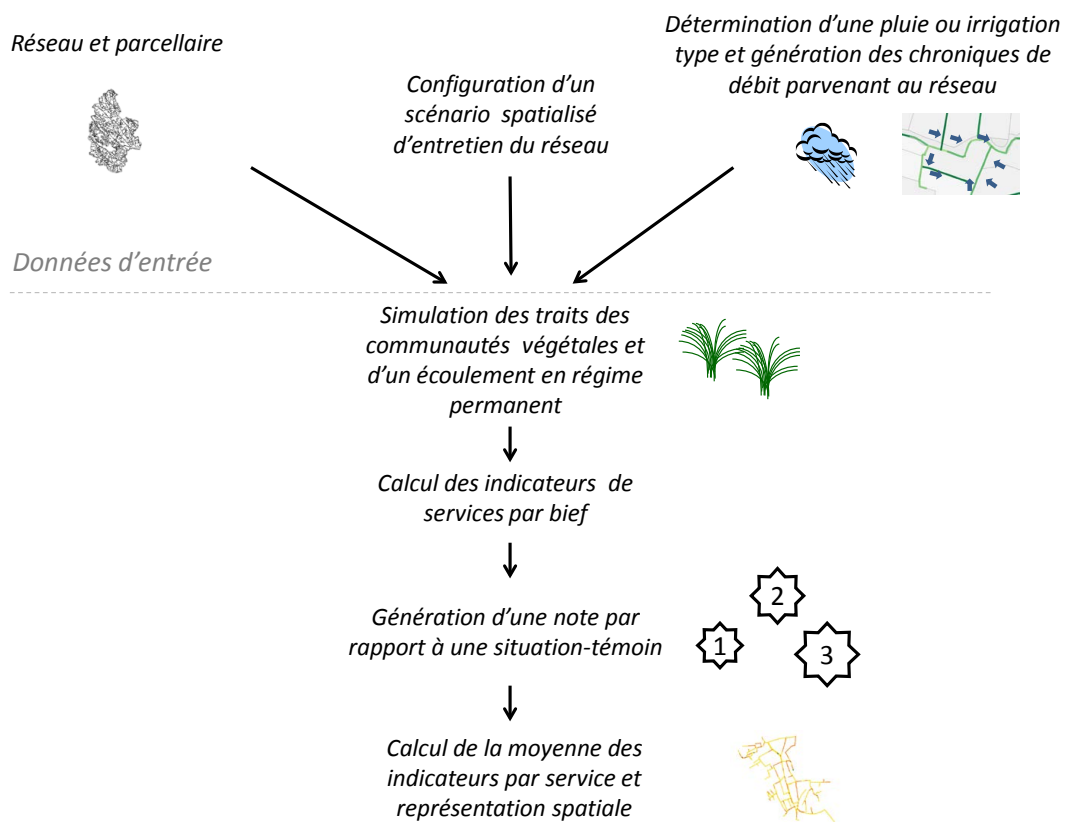 Réseau et parcellaire
Configuration d'un
scénario spatialisé
d'entretien du réseau
Détermination d'une pluie ou irrigation
type et génération des chroniques de
débit parvenant au réseau
Données d'entrée
Simulation des traits des
communautés végétales et
d'un écoulement en régime
permanent
Calcul des indicateurs de
services par bief
Génération d'une note par
rapport à une situation-témoin
1
2
3
Calcul de la moyenne des
indicateurs par service et
représentation spatiale